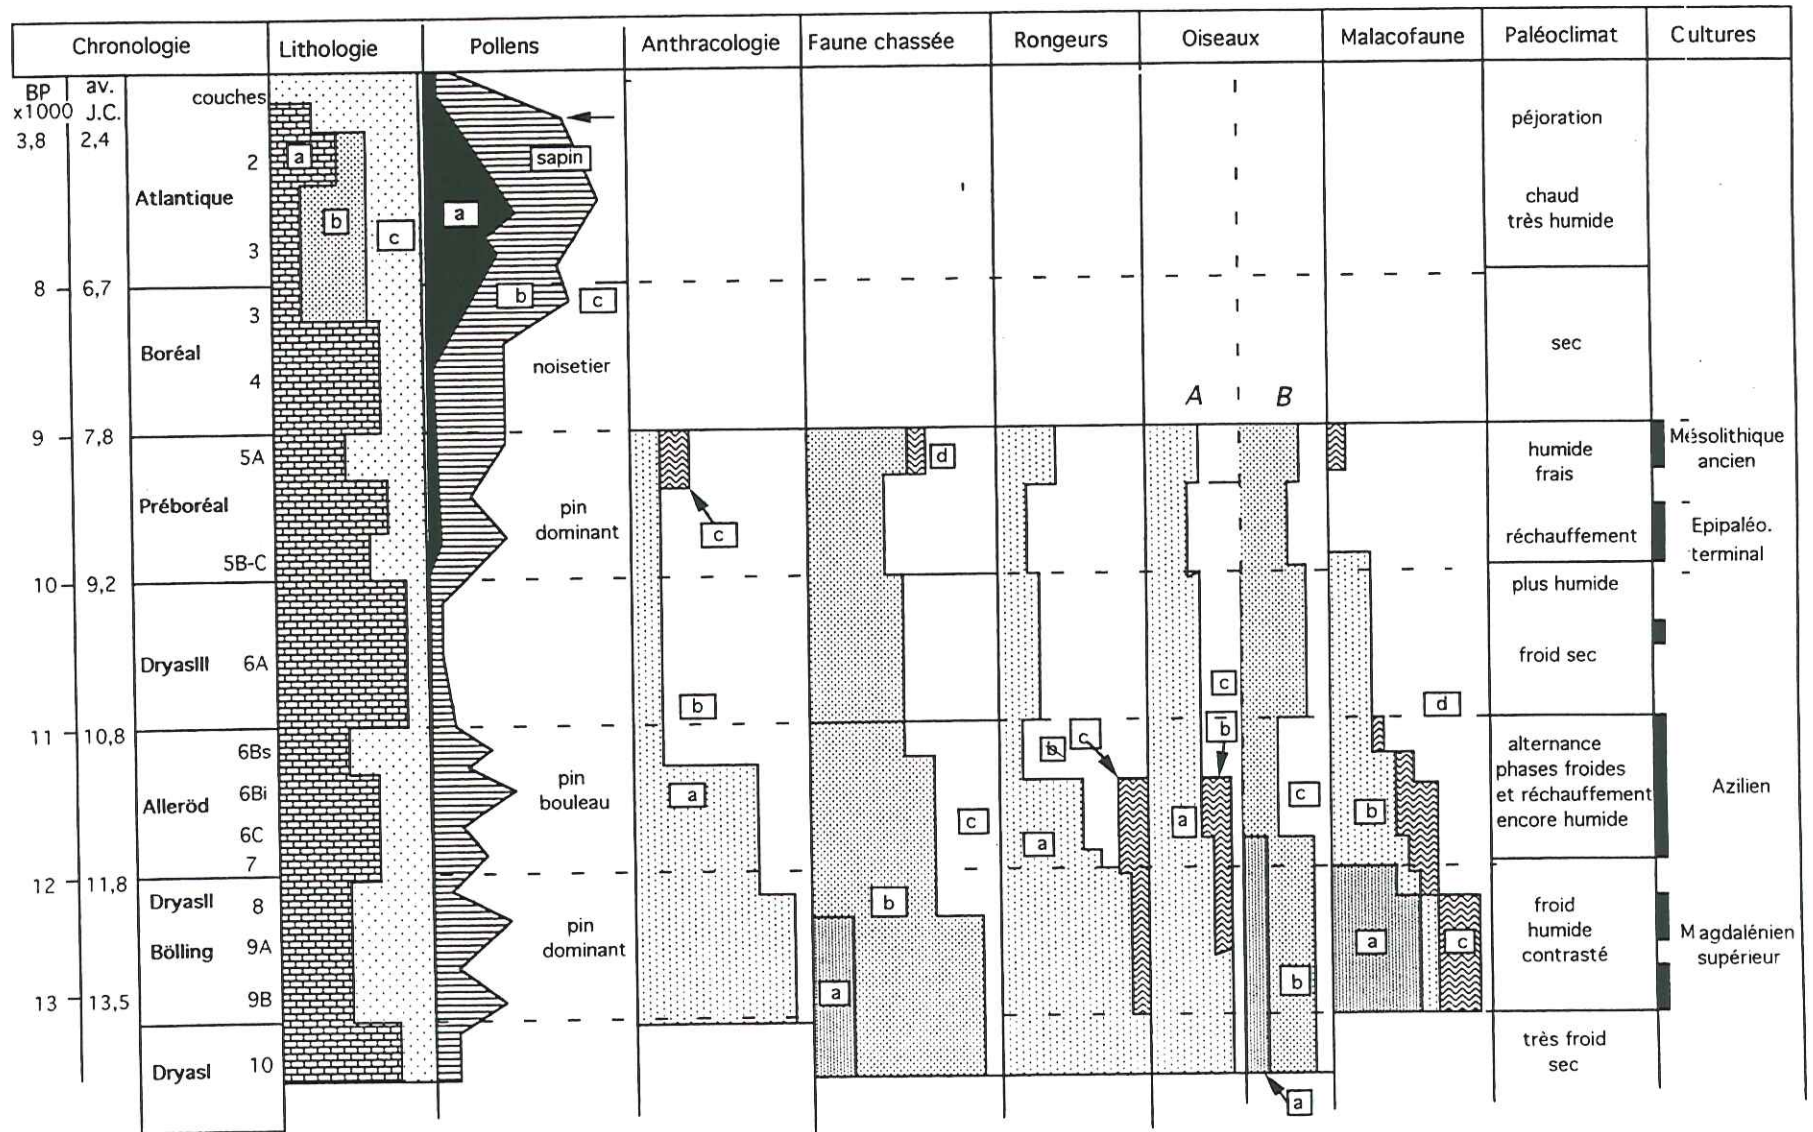 Chronologie
Lithologie
Pollens
Anthracologie
Faune chassée
Rongeurs
Oiseaux
Malacofaune
Paléoclimat
Cultures
BP
x1000
av.
J.C.
couches
3,8
2,4
2
Atlantique
3
8
6,7
3
Boréal
4
9
7,8
5A
Préboréal
5B-C
10
9,2
DryasIII
6A
11
10,8
6Bs
Alleröd
6Bi
6C
7
12
11,8
DryasII
8
Bölling
9A
13
13,5
9B
DryasI
10
a
b
c
sapin
a
b
c
noisetier
pin
dominant
pin
bouleau
pin
dominant
c
b
a
d
c
b
a
b
c
a
A
B
c
b
a
c
b
a
d
b
a
c
péjoration
chaud
très humide
sec
humide
frais
réchauffement
plus humide
froid sec
alternance
phases froides
et réchauffement
encore humide
froid
humide
contrasté
très froid
sec
Mésolithique
ancien
Epipaléo.
terminal
Azilien
Magdalénien
supérieur